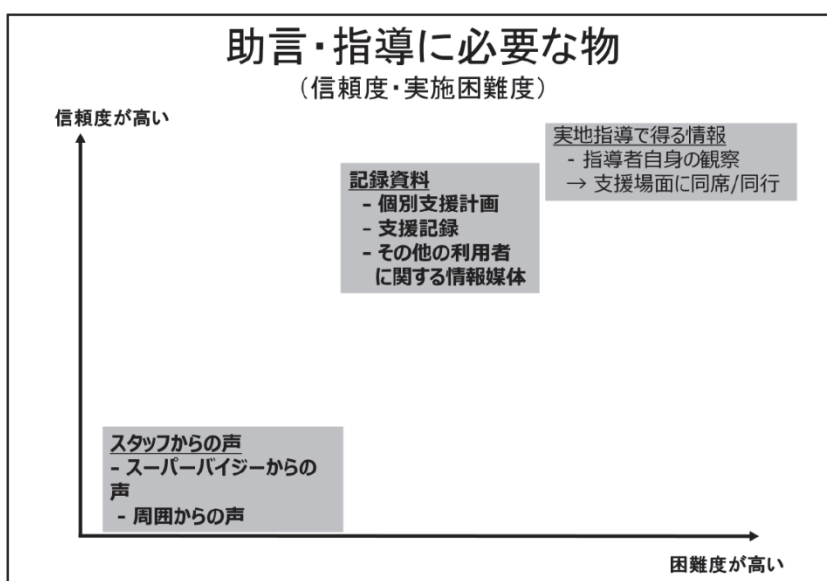 助言・指導に必要な物
（信頼度・実施困難度）
信頼度が高い
実地指導で得る情報
- 指導者自身の観察
→ 支援場面に同席/同行
記録資料
- 個別支援計画
- 支援記録
- その他の利用者
に関する情報媒体
スタッフからの声
- スーパーバイジーからの
声
- 周囲からの声
困難度が高い